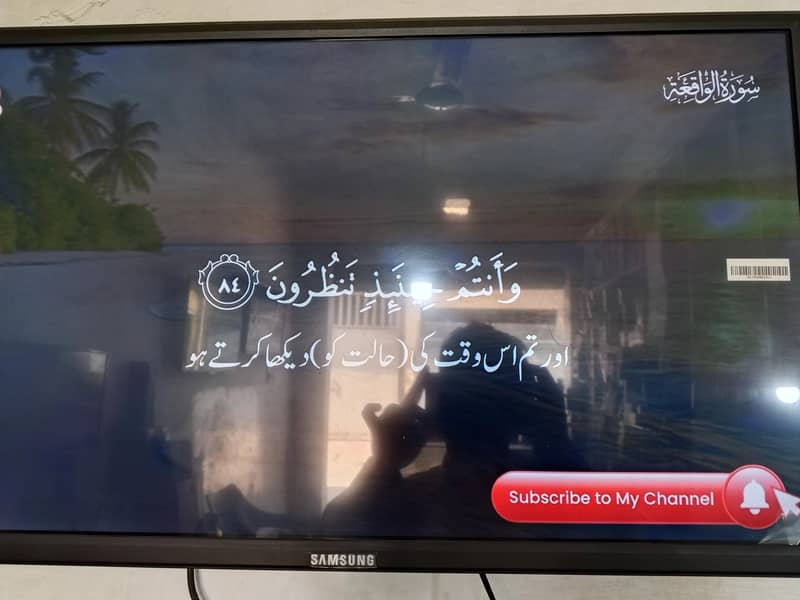 سُورَةُ الوَاقِعَةِ
وَأَنتُمْ حِينَئِذٍ تَنظُرُونَ ٨٤
اور تم اس وقت کی (حالت کو) دیکھا کرتے ہو
Subscribe to My Channel
SAMSUNG